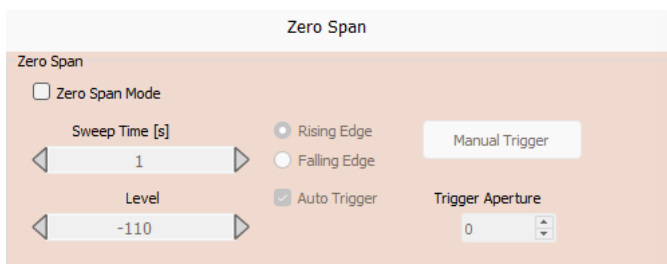 Zero Span
Zero Span
Zero Span Mode
Sweep Time [s]
1
Rising Edge
Falling Edge
Manual Trigger
Level
-110
Auto Trigger
Trigger Aperture
0